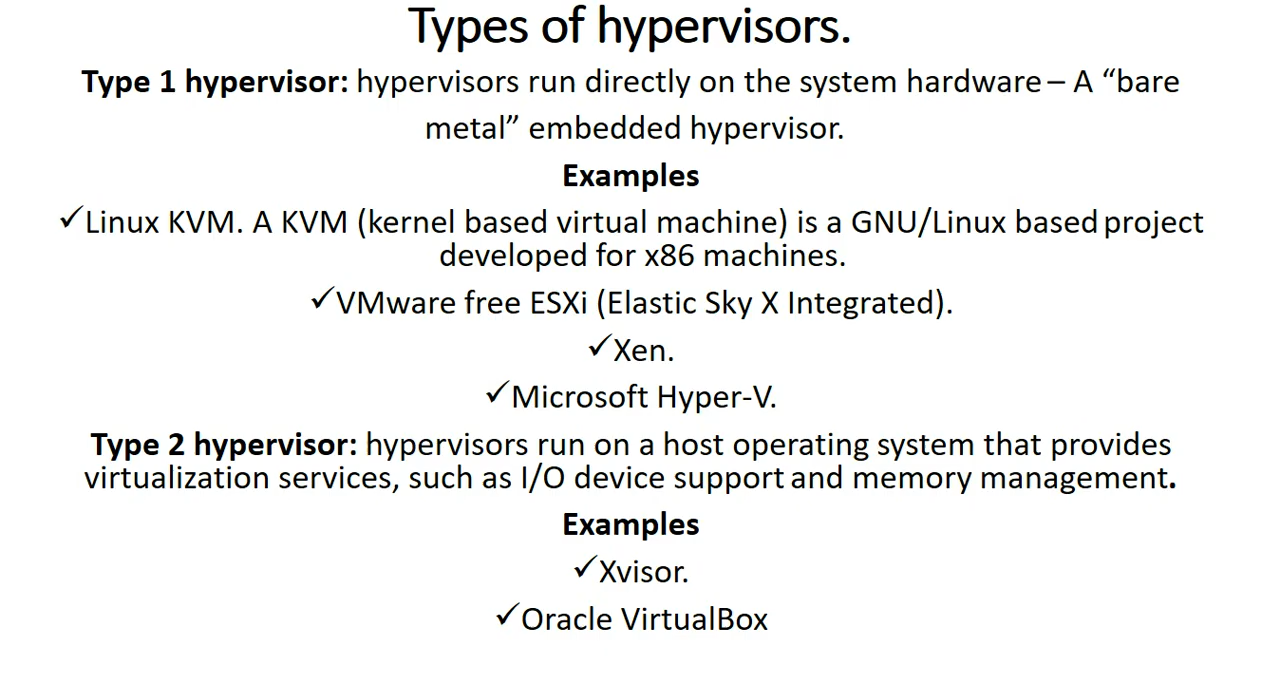 Types of hypervisors.
Type 1 hypervisor: hypervisors run directly on the system hardware – A “bare
metal” embedded hypervisor.
Examples
✓Linux KVM. A KVM (kernel based virtual machine) is a GNU/Linux based project
developed for x86 machines.
✓VMware free ESXi (Elastic Sky X Integrated).
✓Xen.
✓Microsoft Hyper-V.
Type 2 hypervisor: hypervisors run on a host operating system that provides
virtualization services, such as I/O device support and memory management.
Examples
✓Xvisor.
✓Oracle VirtualBox